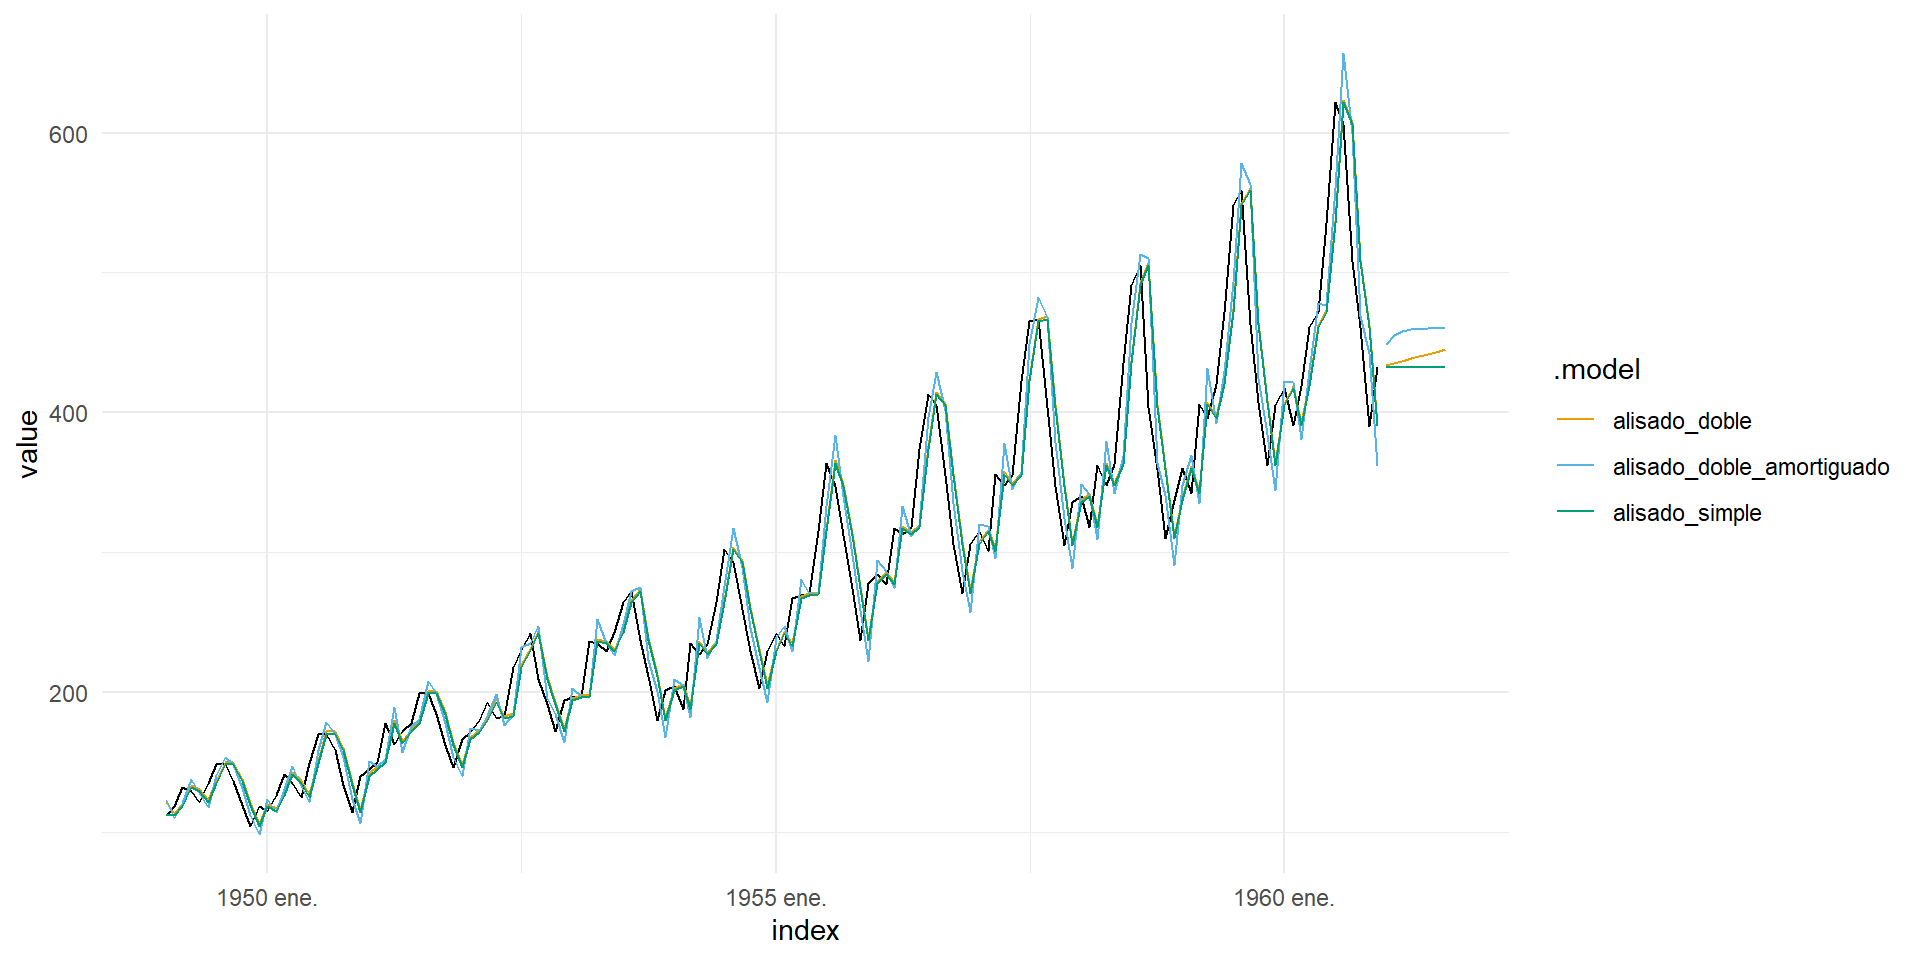 600
400
200
value
1950 ene.
1955 ene.
1960 ene.
index
.model
alisado_doble
alisado_doble_amortiguado
alisado_simple